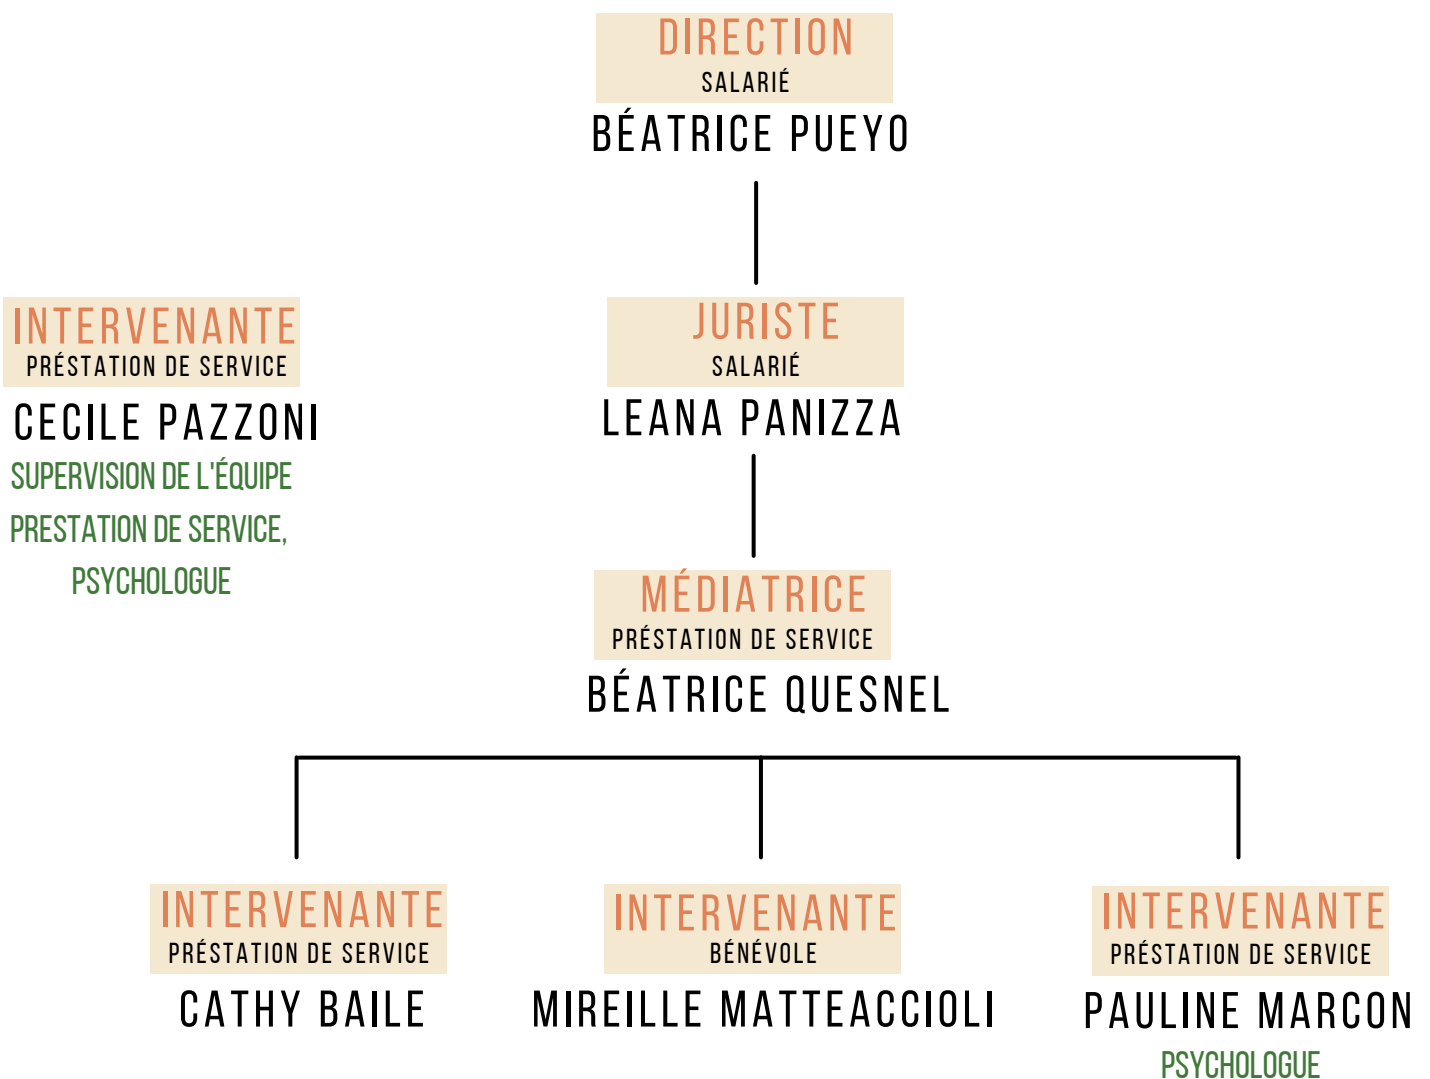 DIRECTION
SALARIÉ
BÉATRICE PUEYO
INTERVENANTE
PRÉSTATION DE SERVICE
CECILE PAZZONI
SUPERVISION DE L'ÉQUIPE
PRESTATION DE SERVICE,
PSYCHOLOGUE
JURISTE
SALARIÉ
LEANA PANIZZA
MÉDIATRICE
PRÉSTATION DE SERVICE
BÉATRICE QUESNEL
INTERVENANTE
PRÉSTATION DE SERVICE
CATHY BAILE
INTERVENANTE
BÉNÉVOLE
MIREILLE MATTEACCIOLI
INTERVENANTE
PRÉSTATION DE SERVICE
PAULINE MARCON
PSYCHOLOGUE